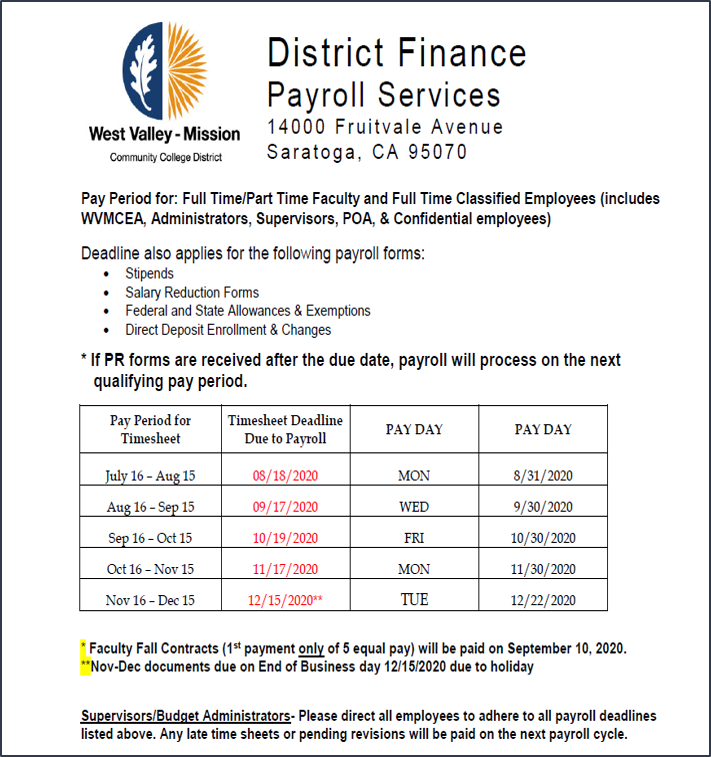 District Finance
Payroll Services
14000 Fruitvale Avenue
Saratoga, CA 95070
West Valley - Mission
Community College District
Pay Period for: Full Time/Part Time Faculty and Full Time Classified Employees (includes
WVMCEA, Administrators, Supervisors, POA, & Confidential employees)
Deadline also applies for the following payroll forms:
• Stipends
• Salary Reduction Forms
• Federal and State Allowances & Exemptions
• Direct Deposit Enrollment & Changes
* If PR forms are received after the due date, payroll will process on the next
qualifying pay period.
Pay Period for Timesheet Deadline
Timesheet Due to Payroll PAY DAY PAY DAY
July 16 – Aug 15 08/18/2020 MON 8/31/2020
Aug 16 – Sep 15 09/17/2020 WED 9/30/2020
Sep 16 – Oct 15 10/19/2020 FRI 10/30/2020
Oct 16 – Nov 15 11/17/2020 MON 11/30/2020
Nov 16 – Dec 15 12/15/2020** TUE 12/22/2020
* Faculty Fall Contracts (1st payment only of 5 equal pay) will be paid on September 10, 2020.
**Nov-Dec documents due on End of Business day 12/15/2020 due to holiday
Supervisors/Budget Administrators- Please direct all employees to adhere to all payroll deadlines
listed above. Any late time sheets or pending revisions will be paid on the next payroll cycle.